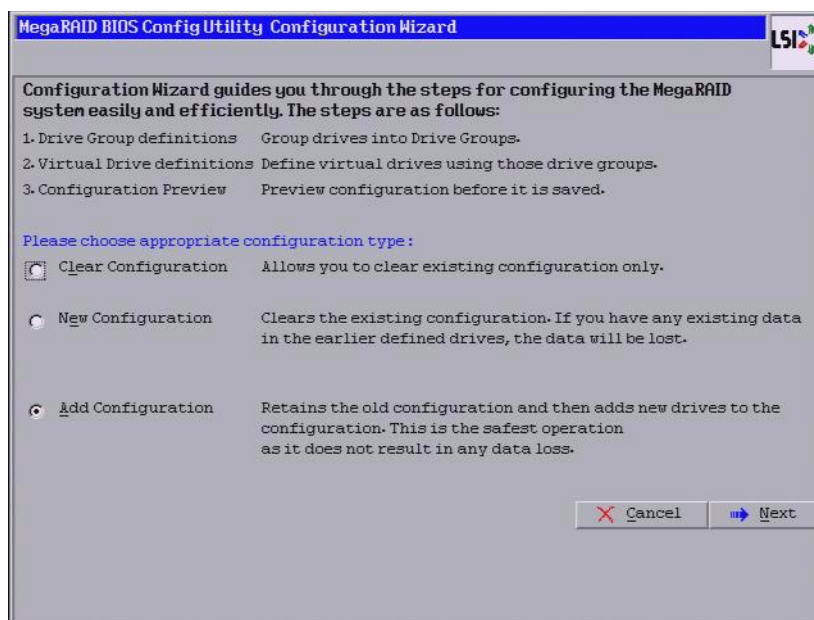 MegaRAID BIOS Config Utility Configuration Wizard
LSI
Configuration Wizard guides you through the steps for configuring the MegaRAID
system easily and efficiently. The steps are as follows:
1. Drive Group definitions Group drives into Drive Groups.
2. Virtual Drive definitions Define virtual drives using those drive groups.
3. Configuration Preview Preview configuration before it is saved.
Please choose appropriate configuration type:
Clear Configuration Allows you to clear existing configuration only.
New Configuration Clears the existing configuration. If you have any existing data
in the earlier defined drives, the data will be lost.
Add Configuration Retains the old configuration and then adds new drives to the
configuration. This is the safest operation
as it does not result in any data loss.
Cancel Next